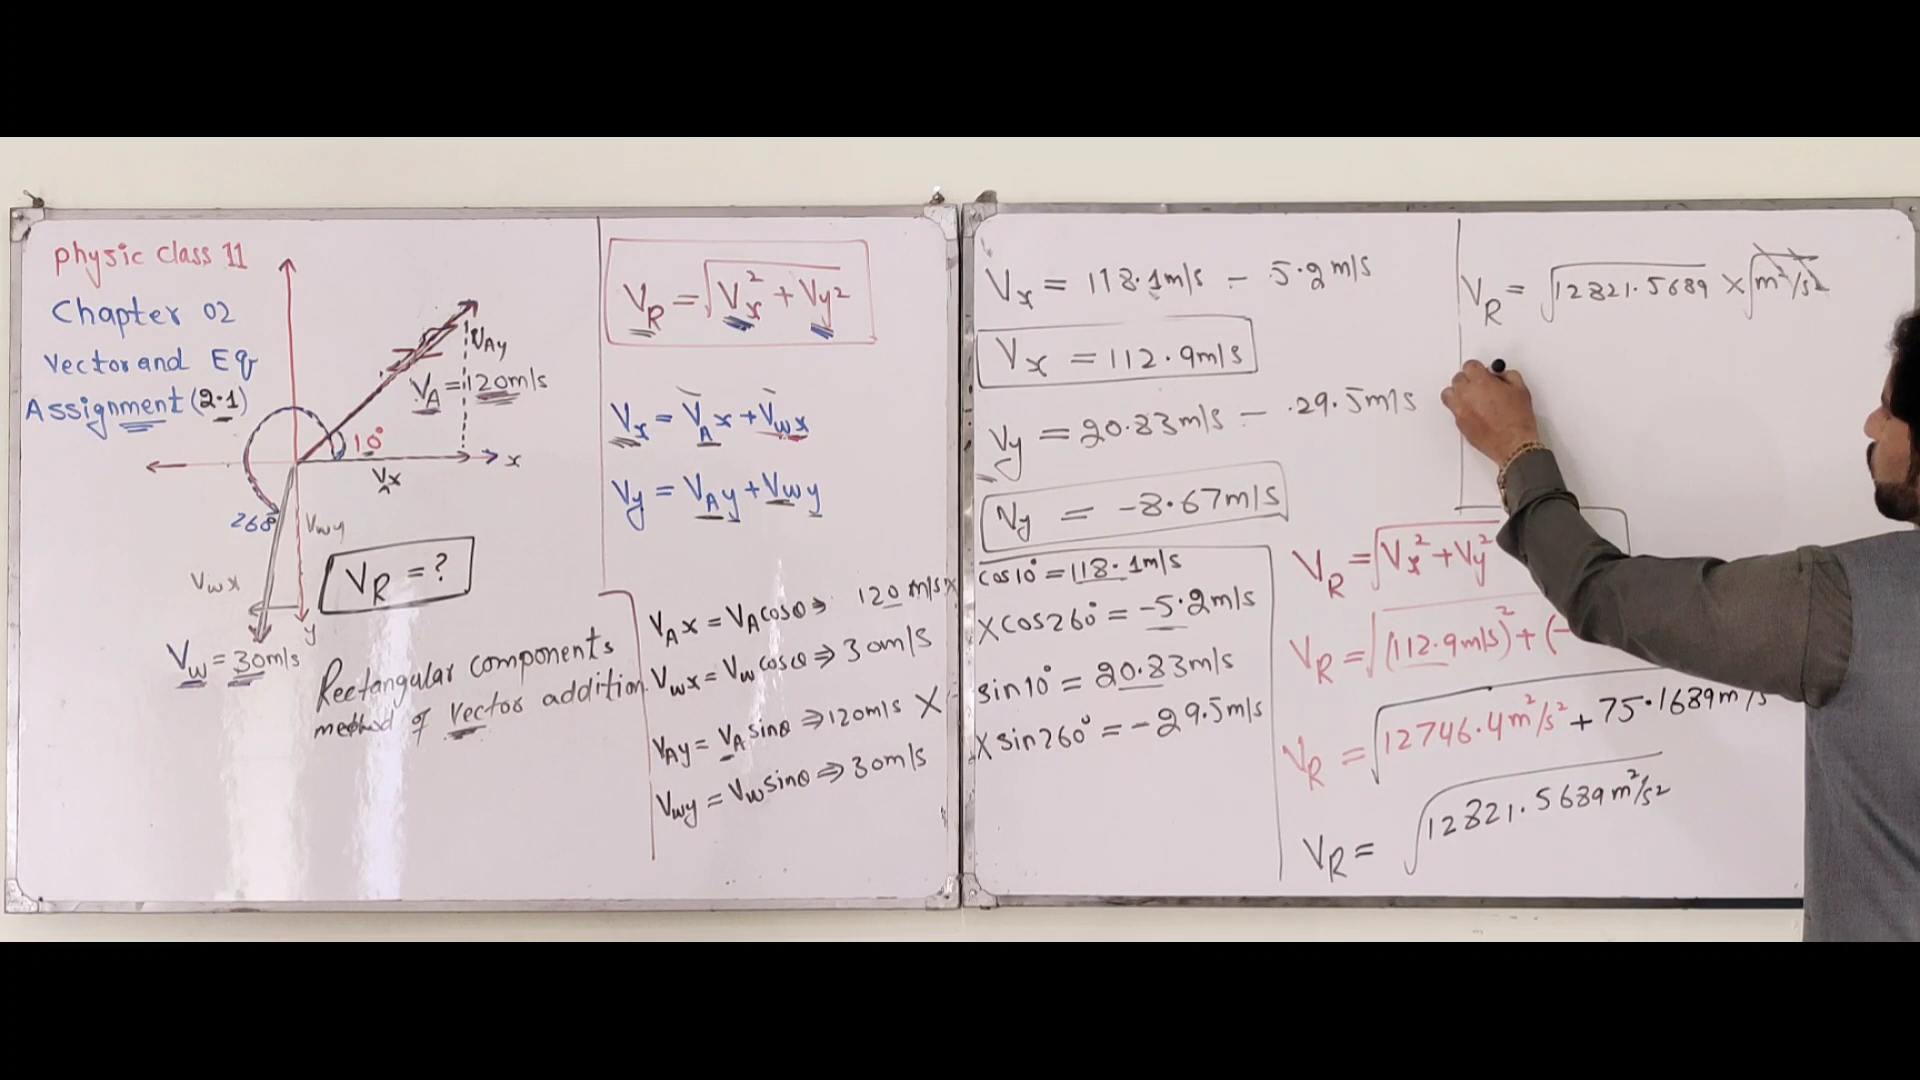 physic class 11
Chapter 02
Vector and Eq
Assignment (2.1)
VAy
VA = 120m/s
10°
x
VAx
268°
Vwy
Vwx
VR = ?
y
Vw = 30m/s
Rectangular components
method of vector addition
VR = √Vx² + Vy²
Vx = VAx + Vwx
Vy = VAy + Vwy
VAx = VA cosθ ⇒ 120 m/s x cos10° = 118.1m/s
Vwx = Vw cosθ ⇒ 30m/s x cos260° = -5.2m/s
VAy = VA sinθ ⇒ 120m/s X sin10° = 20.83m/s
Vwy = Vw sinθ ⇒ 30m/s x sin260° = -29.5m/s
Vx = 118.1m/s - 5.2m/s
Vx = 112.9m/s
Vy = 20.83m/s - 29.5m/s
Vy = -8.67m/s
VR = √Vx² + Vy²
VR = √(112.9m/s)² + (-
VR = √12746.4m²/s² + 75.1689m/s
VR = √12821.5689m²/s²
VR = √12821.5689 × √m²/s²